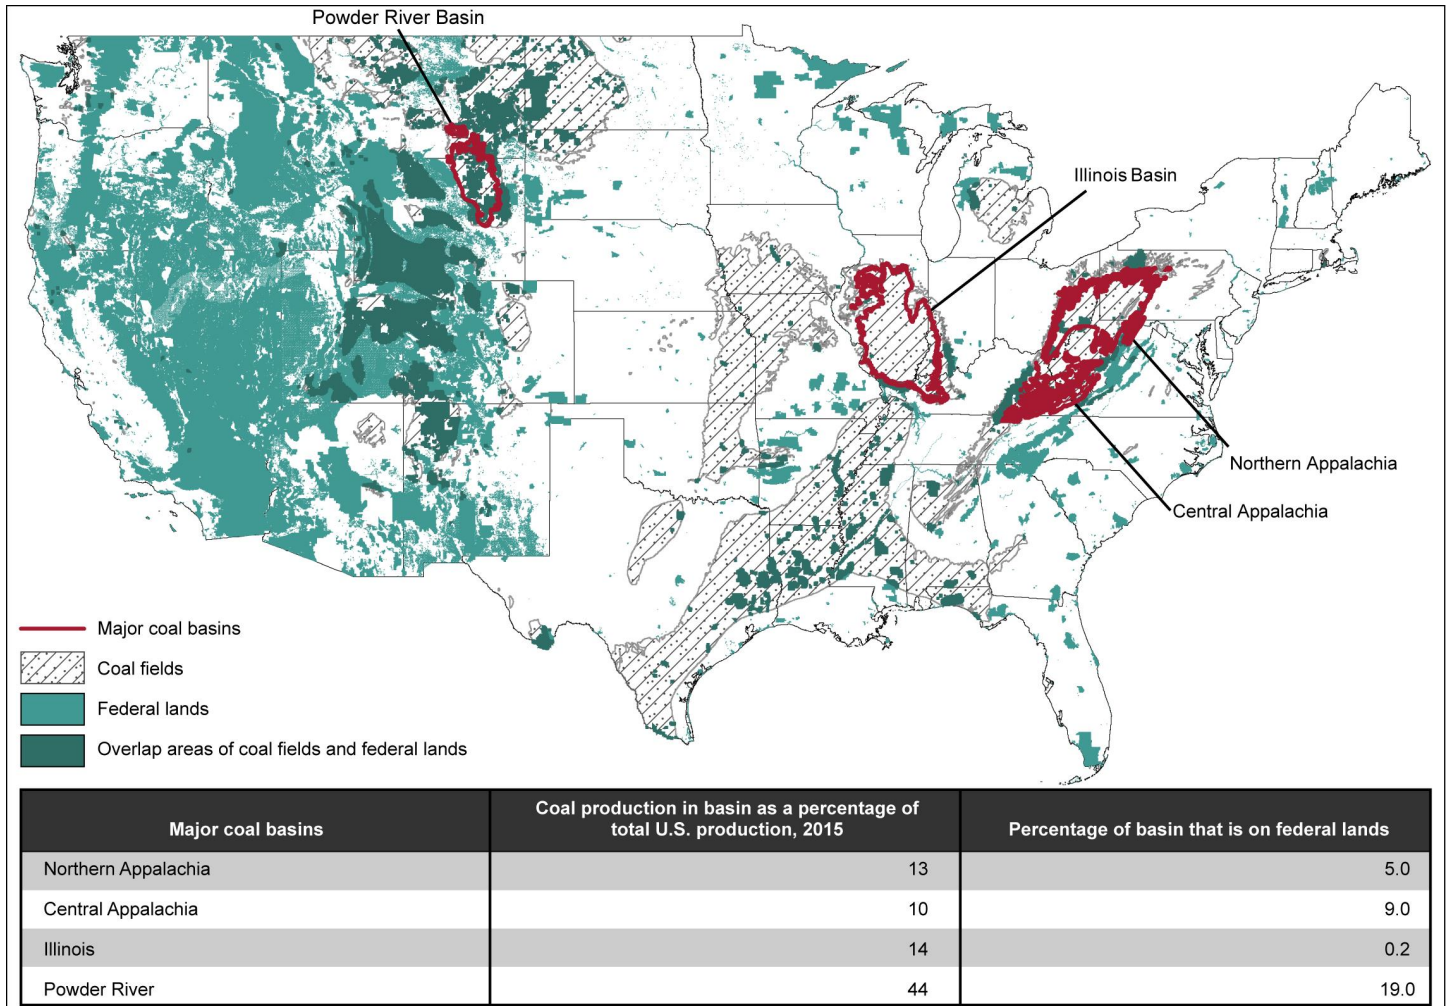 Powder River Basin
Illinois Basin
Northern Appalachia
Central Appalachia
Major coal basins
Coal fields
Federal lands
Overlap areas of coal fields and federal lands
Major coal basins
Coal production in basin as a percentage of
total U.S. production, 2015
Percentage of basin that is on federal lands
Northern Appalachia 13 5.0
Central Appalachia 10 9.0
Illinois 14 0.2
Powder River 44 19.0